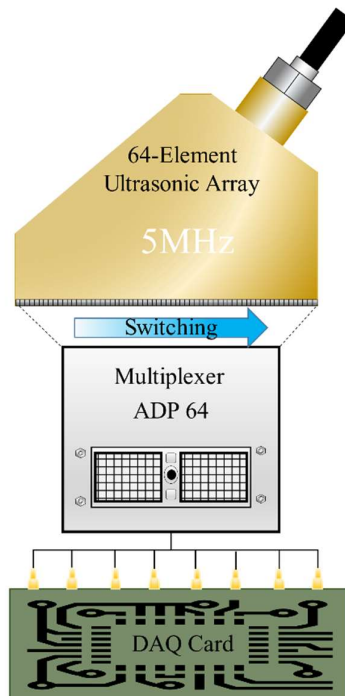 64-Element
Ultrasonic Array
5MHz
Switching
Multiplexer
ADP 64
DAQ Card